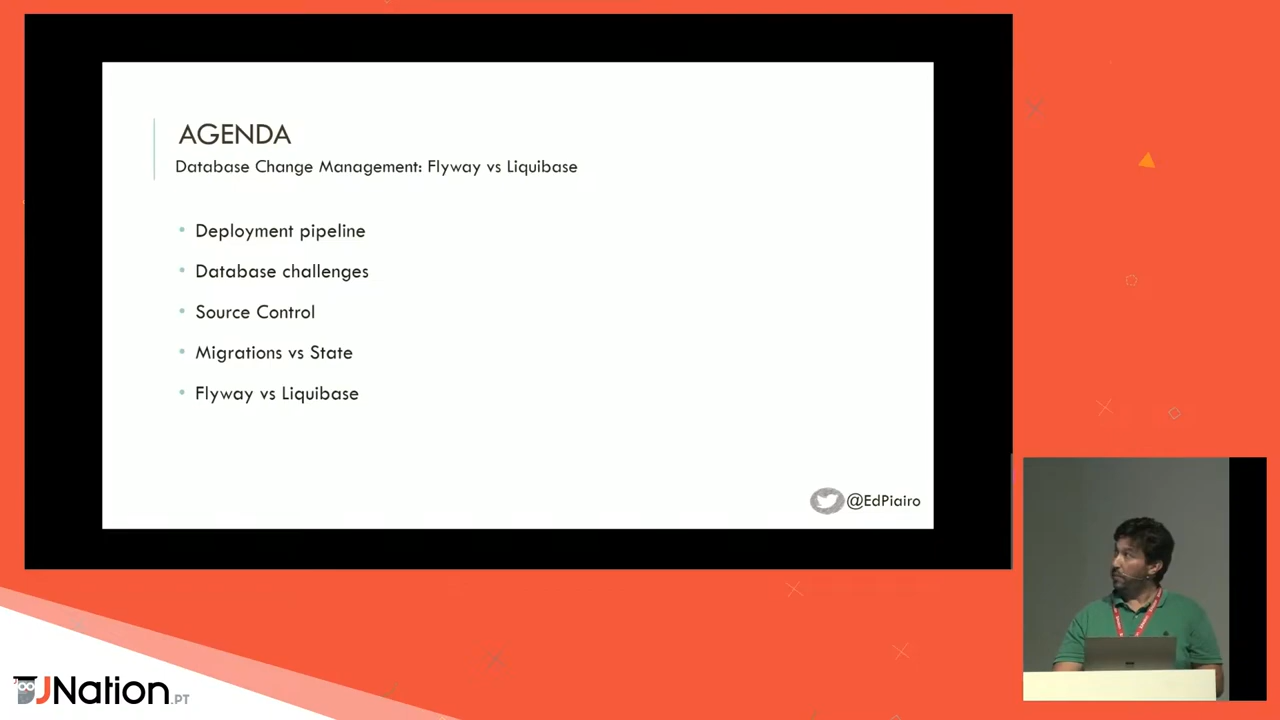 AGENDA
Database Change Management: Flyway vs Liquibase
• Deployment pipeline
• Database challenges
• Source Control
• Migrations vs State
• Flyway vs Liquibase
@EdPiairo
JNation.PT